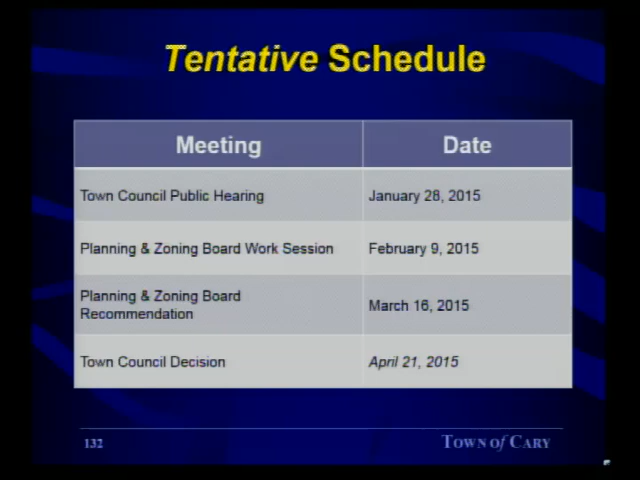 Tentative Schedule
Meeting
Date
Town Council Public Hearing
January 28, 2015
Planning & Zoning Board Work Session
February 9, 2015
Planning & Zoning Board
Recommendation
March 16, 2015
Town Council Decision
April 21, 2015
132
TOWN of CARY